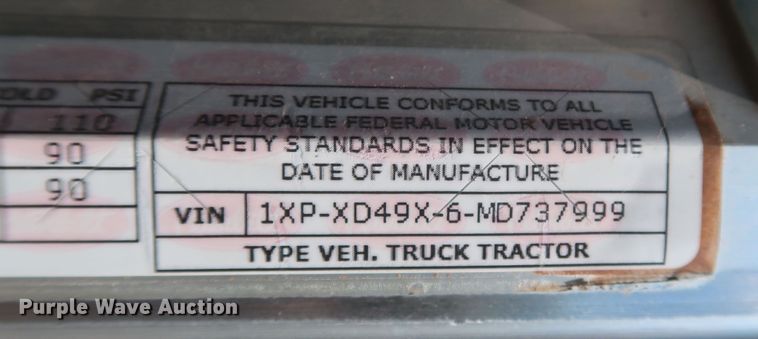 OLD PSI
110
90
90
THIS VEHICLE CONFORMS TO ALL
APPLICABLE FEDERAL MOTOR VEHICLE
SAFETY STANDARDS IN EFFECT ON THE
DATE OF MANUFACTURE
VIN 1XP-XD49X-6-MD737999
TYPE VEH. TRUCK TRACTOR
Purple Wave Auction